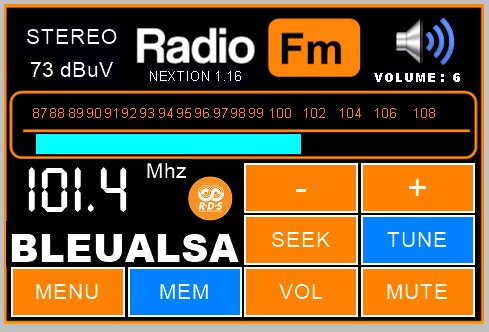 STEREO
Radio Fm
73 dBuV
NEXTION 1.16
VOLUME: 6
87 88 89 90 91 92 93 94 95 96 97 98 99 100 102 104 106 108
101.4 Mhz
R·D·S
- +
BLEUALSA
SEEK TUNE
MENU MEM VOL MUTE